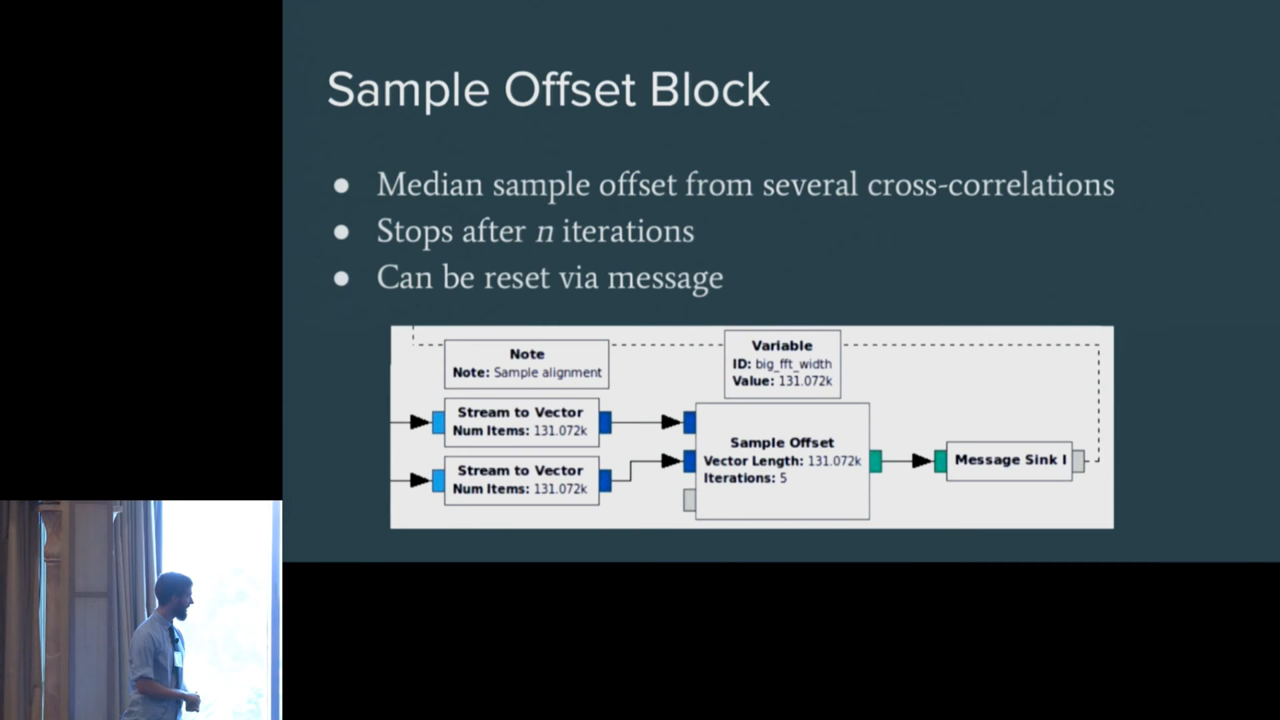 Sample Offset Block
● Median sample offset from several cross-correlations
● Stops after n iterations
● Can be reset via message
Note
Note: Sample alignment
Variable
ID: big_fft_width
Value: 131.072k
Stream to Vector
Num Items: 131.072k
Stream to Vector
Num Items: 131.072k
Sample Offset
Vector Length: 131.072k
Iterations: 5
Message Sink I